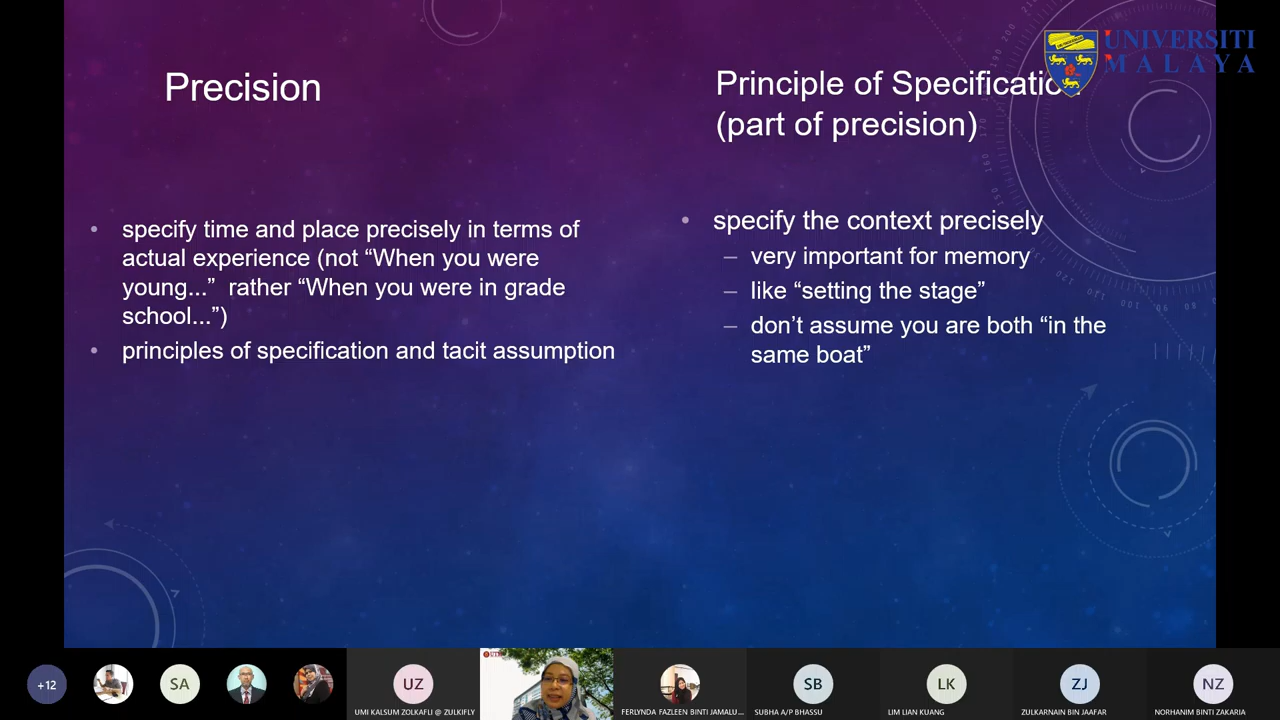 Precision
Principle of Specification
(part of precision)
UNIVERSITI
MALAYA
• specify time and place precisely in terms of
actual experience (not “When you were
young...” rather “When you were in grade
school...”)
• principles of specification and tacit assumption
• specify the context precisely
– very important for memory
– like “setting the stage”
– don’t assume you are both “in the
same boat”
+12
SA
UZ
UMI KALSUM ZOLKAFLI @ ZULKIFLY
FERLYNDA FAZLEEN BINTI JAMALU...
SB
SUBHA A/P BHASSU
LK
LIM LIAN KUANG
ZJ
ZULKARNAIN BIN JAAFAR
NZ
NORHANIM BINTI ZAKARIA